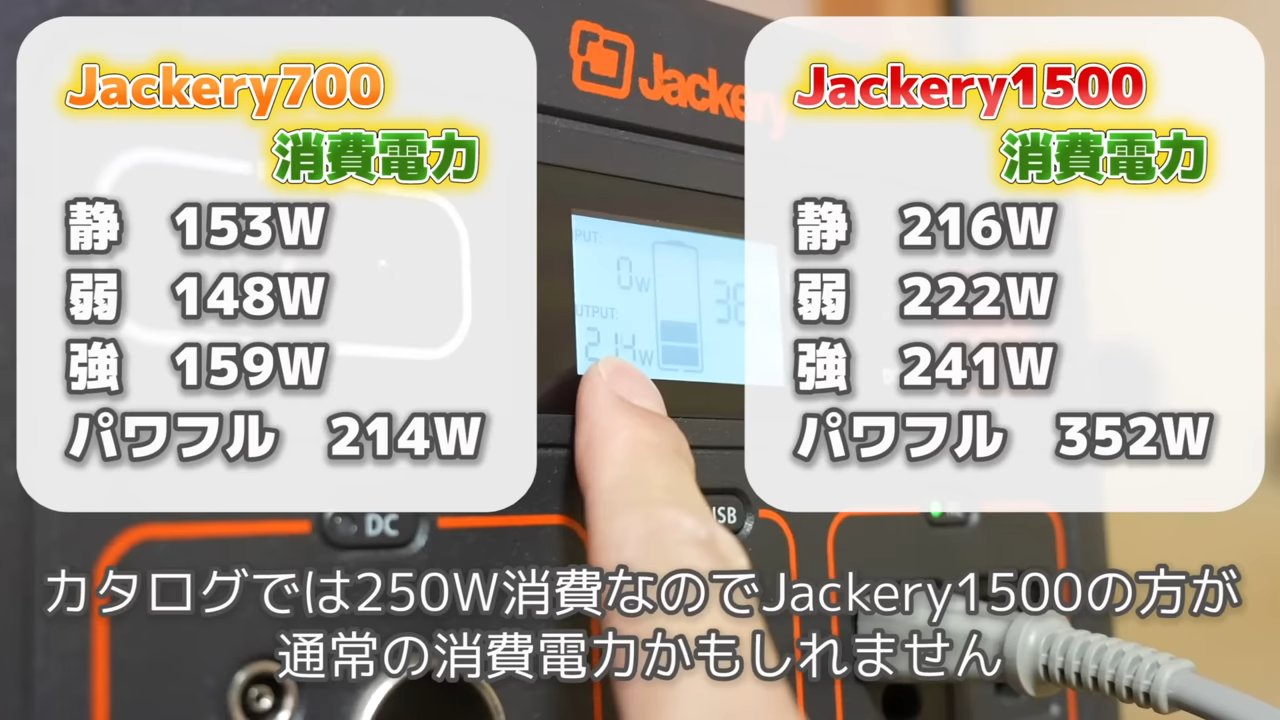 Jackery700
消費電力
静 153W
弱 148W
強 159W
パワフル 214W
Jackery
PUT:
0W
UTPUT:
214W
38
DC
USB
Jackery1500
消費電力
静 216W
弱 222W
強 241W
パワフル 352W
カタログでは250W消費なのでJackery1500の方が
通常の消費電力かもしれません